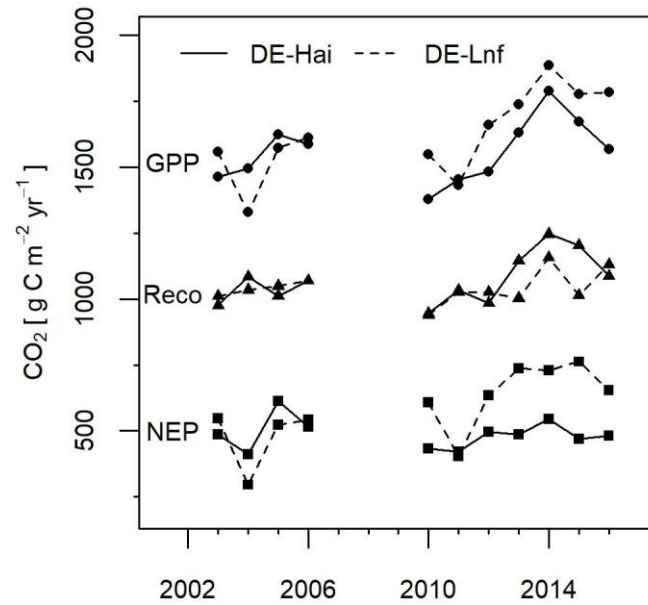 2000
DE-Hai
DE-Lnf
GPP
1500
Reco
1000
NEP
500
CO₂ [ g C m⁻² yr⁻¹ ]
2002
2006
2010
2014